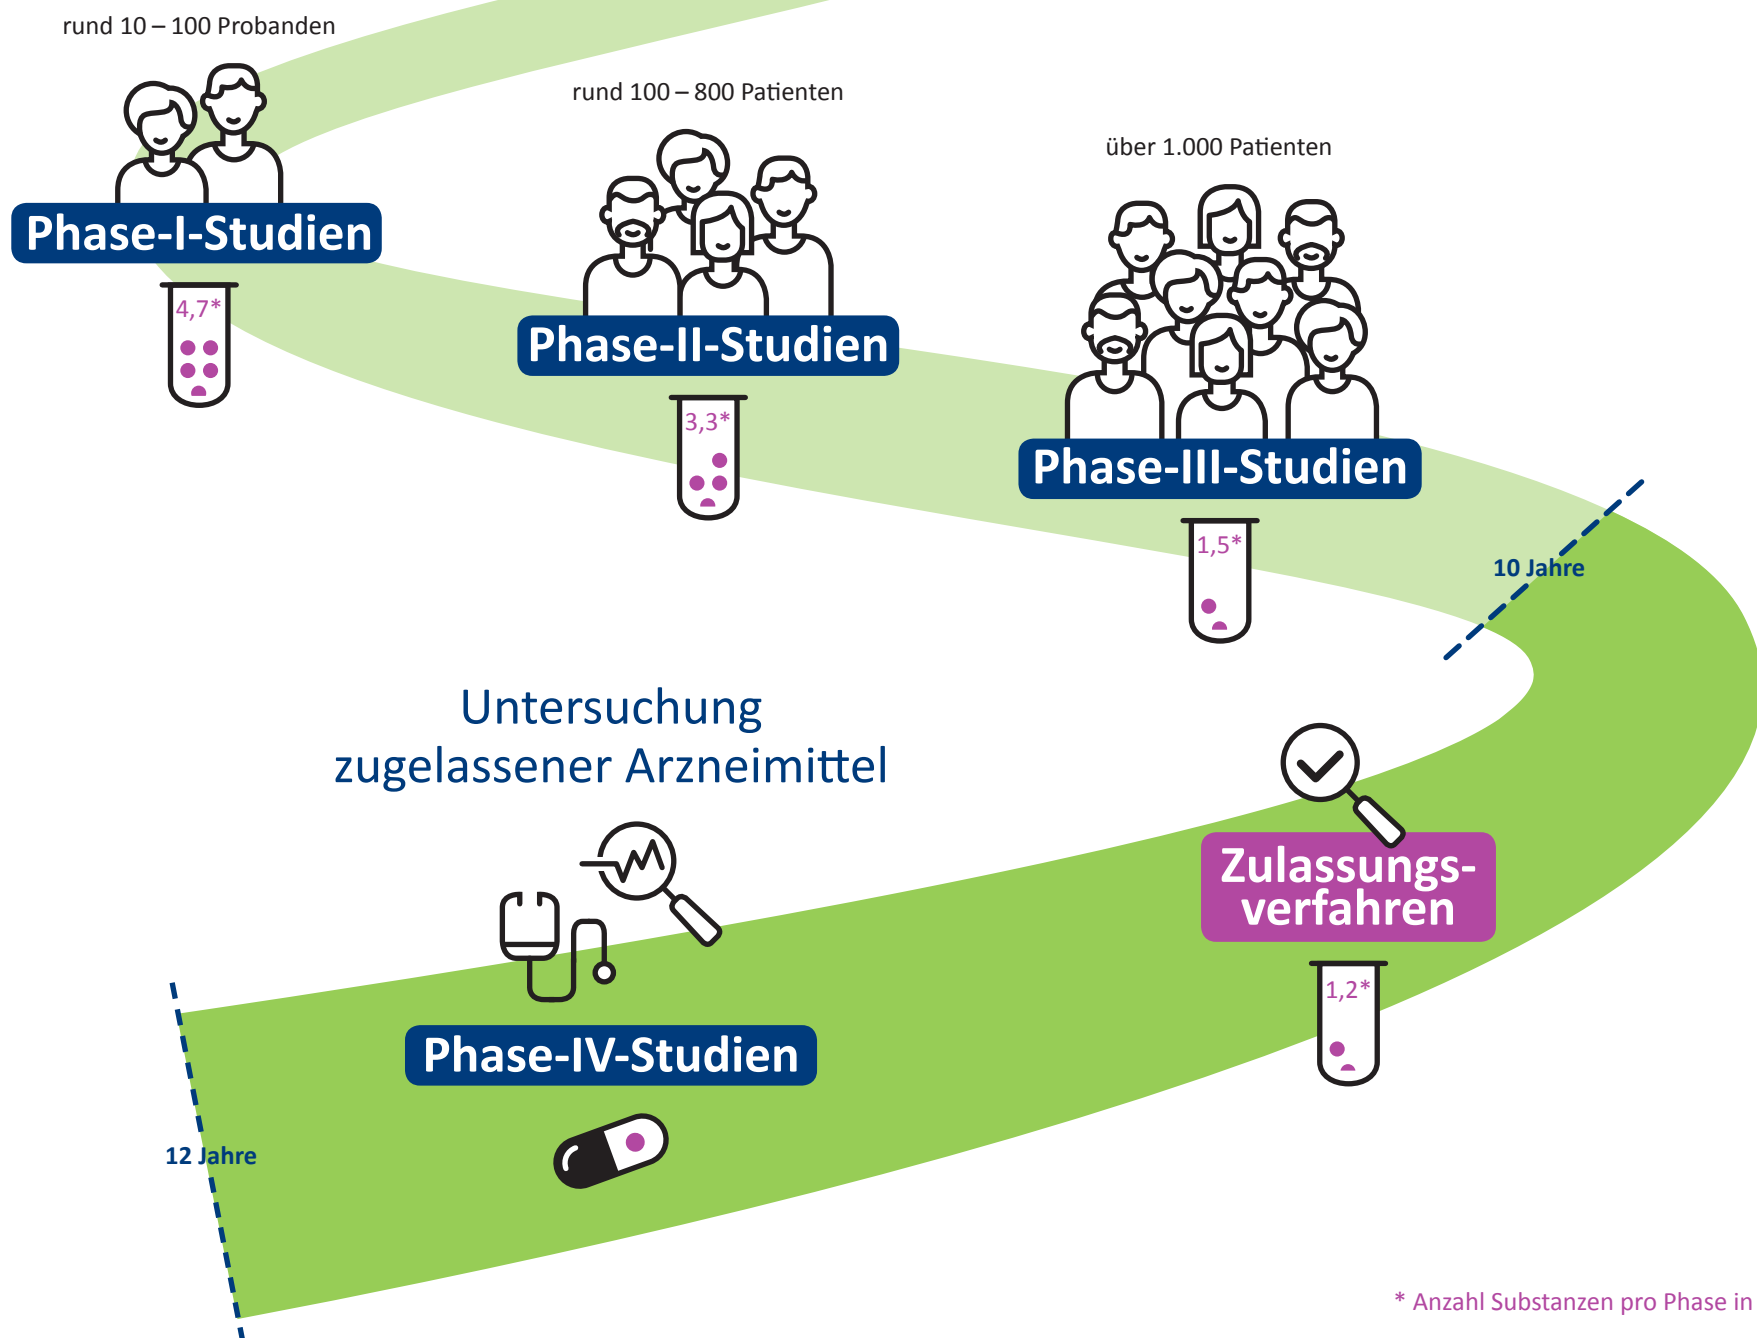 rund 10 – 100 Probanden
Phase-I-Studien
4,7*
rund 100 – 800 Patienten
Phase-II-Studien
3,3*
über 1.000 Patienten
Phase-III-Studien
1,5*
10 Jahre
Untersuchung
zugelassener Arzneimittel
Zulassungs-
verfahren
1,2*
Phase-IV-Studien
12 Jahre
* Anzahl Substanzen pro Phase in